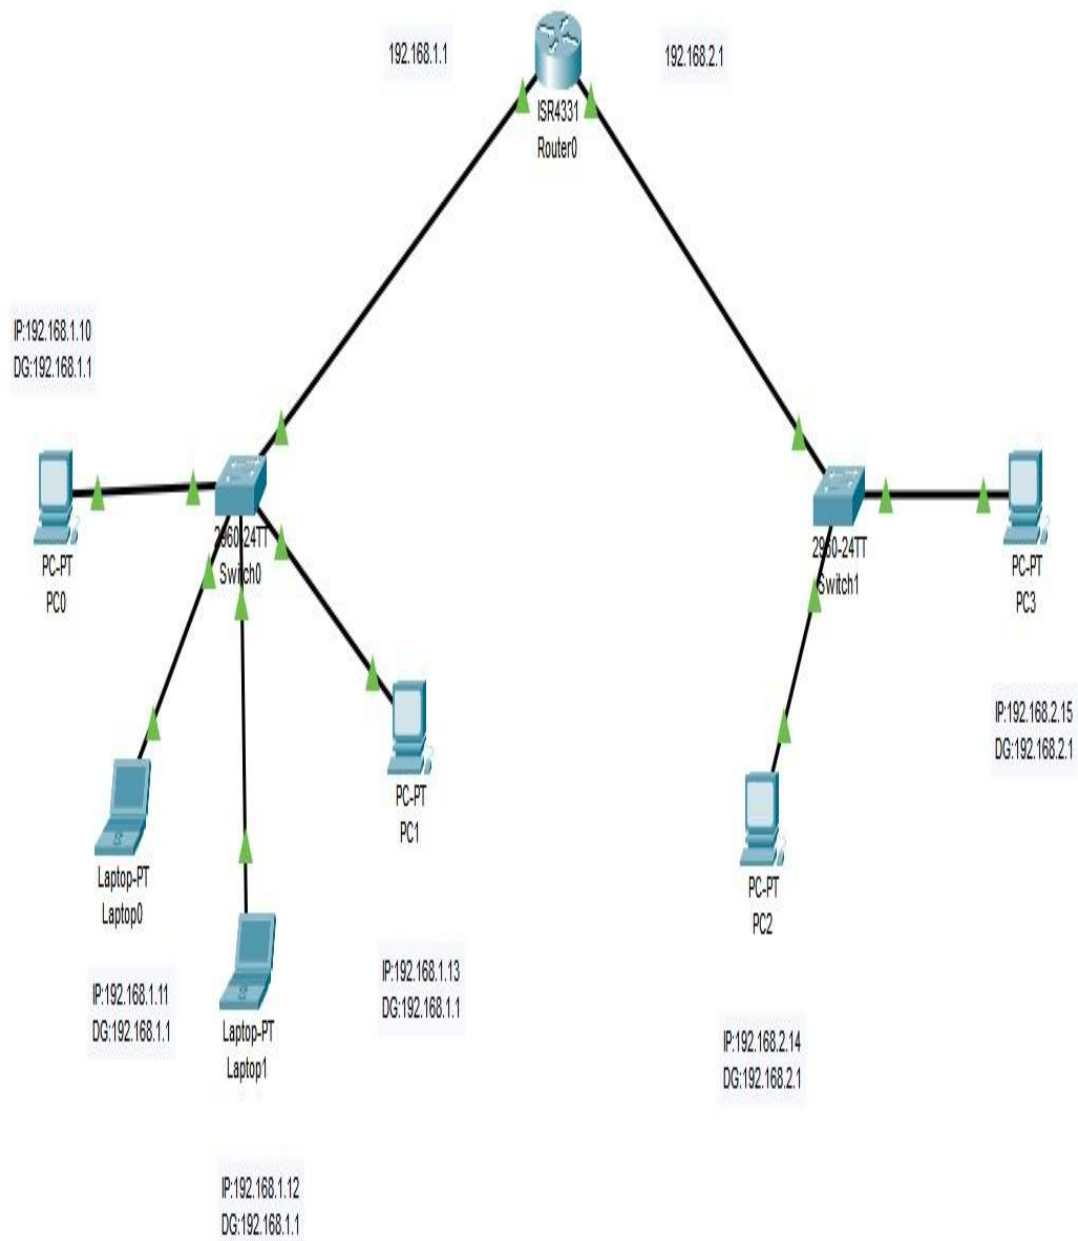 192.168.1.1
192.168.2.1
ISR4331
Router0
IP:192.168.1.10
DG:192.168.1.1
PC-PT
PC0
2960-24TT
Switch0
2960-24TT
Switch1
PC-PT
PC3
IP:192.168.2.15
DG:192.168.2.1
PC-PT
PC1
Laptop-PT
Laptop0
PC-PT
PC2
IP:192.168.1.11
DG:192.168.1.1
IP:192.168.1.13
DG:192.168.1.1
Laptop-PT
Laptop1
IP:192.168.2.14
DG:192.168.2.1
IP:192.168.1.12
DG:192.168.1.1